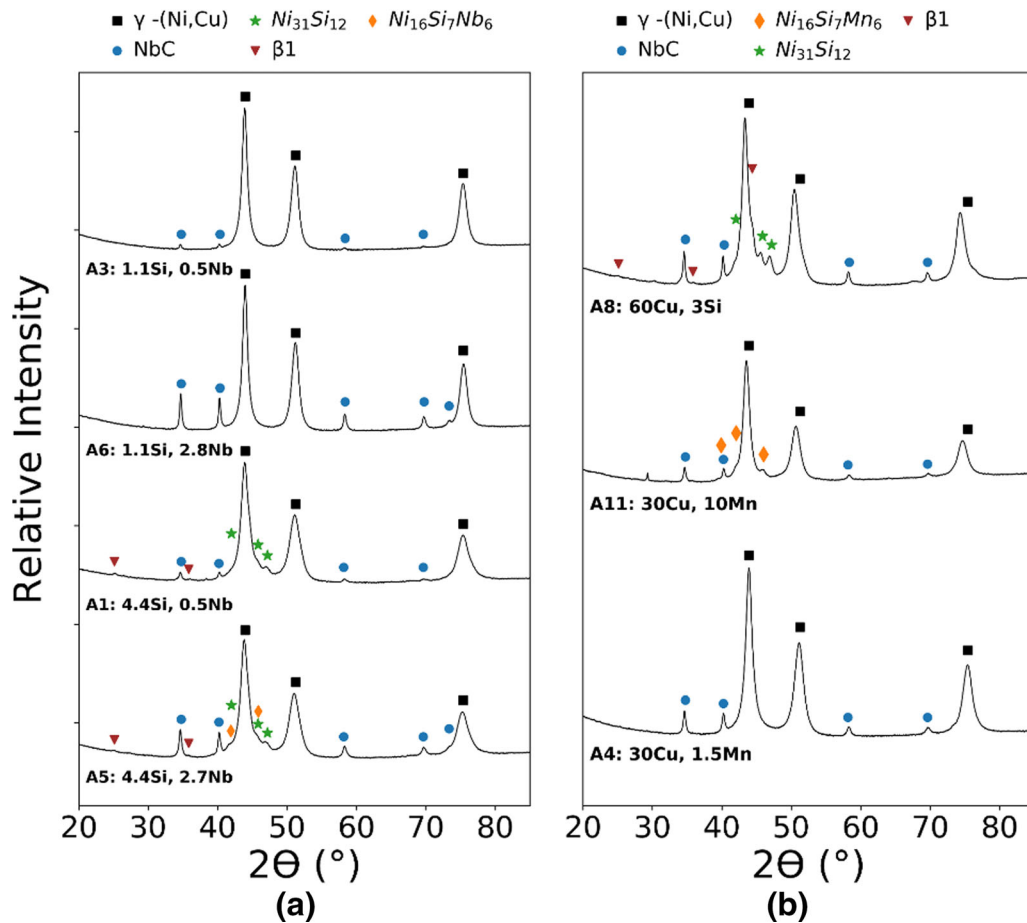 γ -(Ni,Cu) Ni31Si12 Ni16Si7Nb6
NbC β1
Relative Intensity
A3: 1.1Si, 0.5Nb
A6: 1.1Si, 2.8Nb
A1: 4.4Si, 0.5Nb
A5: 4.4Si, 2.7Nb
20 30 40 50 60 70 80
2Θ (°)
(a)
γ -(Ni,Cu) Ni16Si7Mn6 β1
NbC Ni31Si12
A8: 60Cu, 3Si
A11: 30Cu, 10Mn
A4: 30Cu, 1.5Mn
20 30 40 50 60 70 80
2Θ (°)
(b)